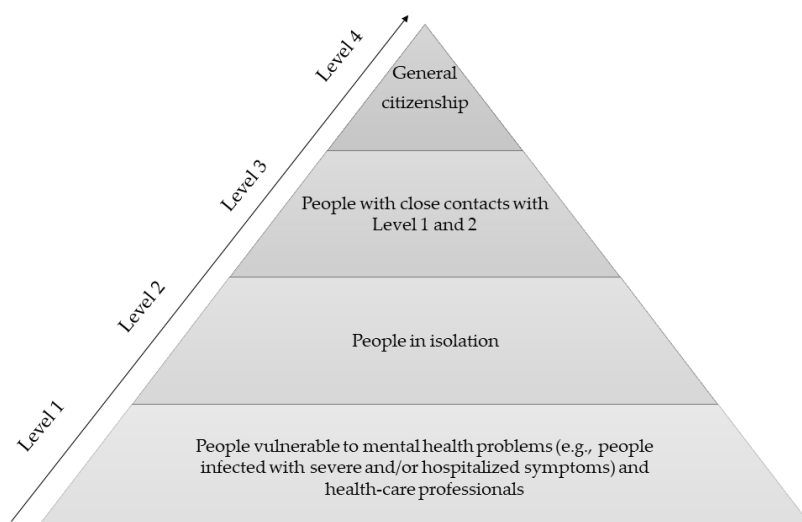 Level 4
General
citizenship
Level 3
People with close contacts with
Level 1 and 2
Level 2
People in isolation
Level 1
People vulnerable to mental health problems (e.g., people
infected with severe and/or hospitalized symptoms) and
health-care professionals